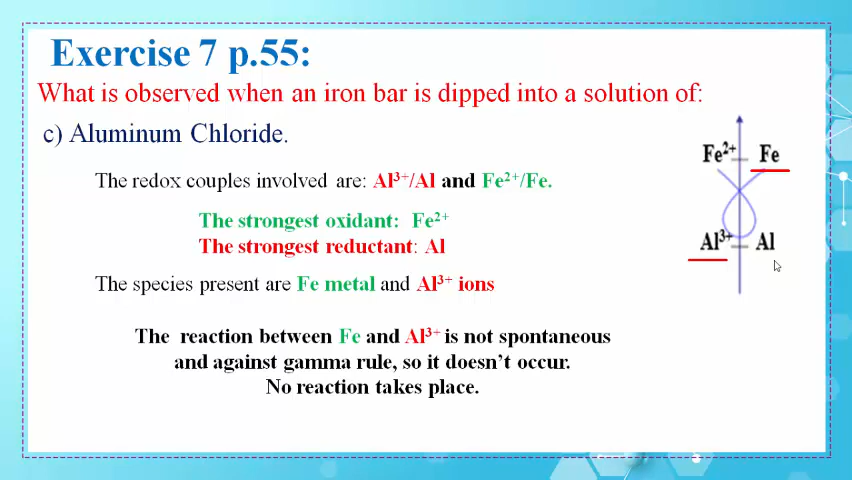 Exercise 7 p.55:
What is observed when an iron bar is dipped into a solution of:
c) Aluminum Chloride.
The redox couples involved are: Al³⁺/Al and Fe²⁺/Fe.
The strongest oxidant: Fe²⁺
The strongest reductant: Al
The species present are Fe metal and Al³⁺ ions
The reaction between Fe and Al³⁺ is not spontaneous
and against gamma rule, so it doesn't occur.
No reaction takes place.
Fe²⁺ Fe
Al³⁺ Al